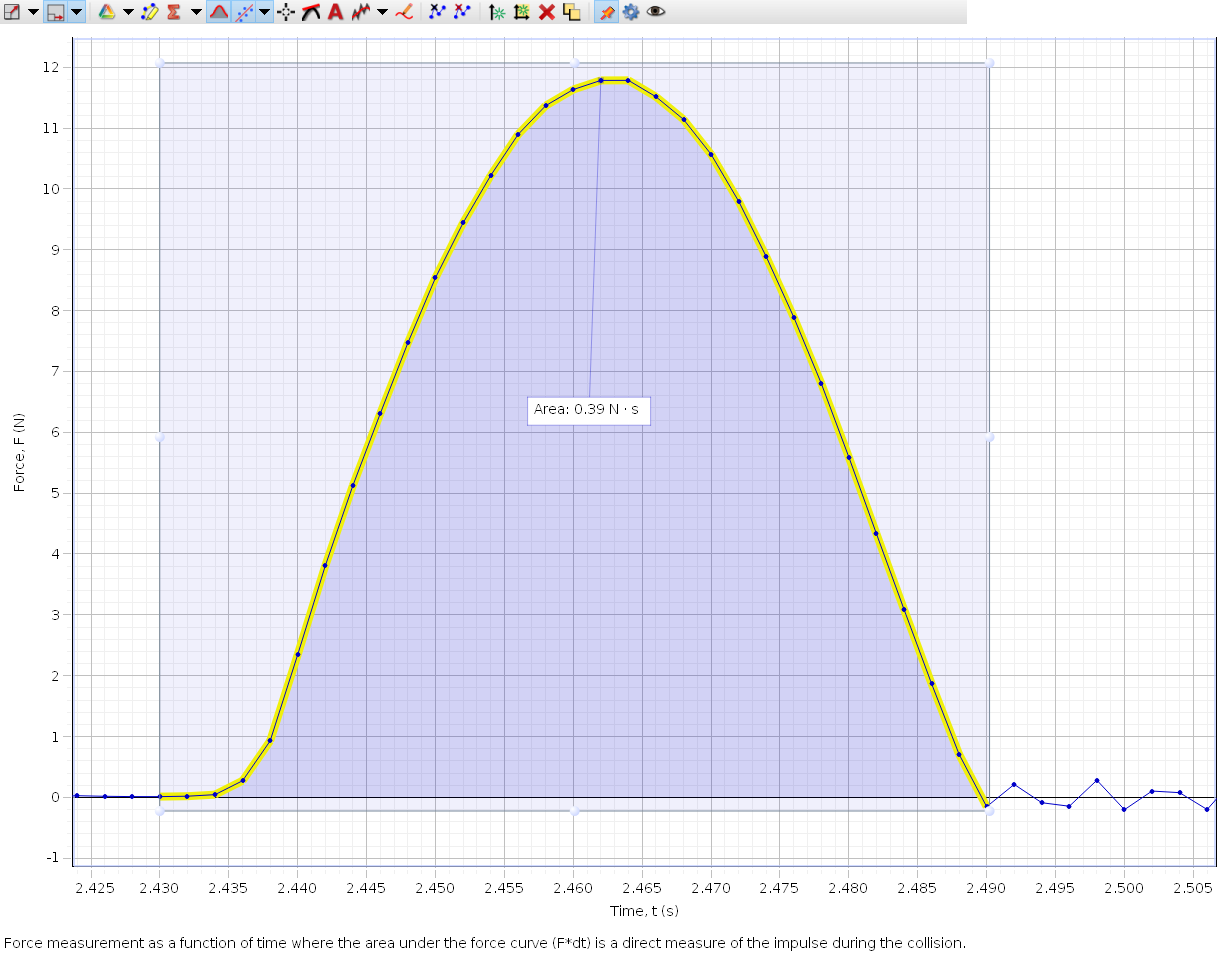 12
11
10
9
8
7
6
5
4
3
2
1
0
-1
Force, F (N)
Area: 0.39 N · s
2.425 2.430 2.435 2.440 2.445 2.450 2.455 2.460 2.465 2.470 2.475 2.480 2.485 2.490 2.495 2.500 2.505
Time, t (s)
Force measurement as a function of time where the area under the force curve (F*dt) is a direct measure of the impulse during the collision.